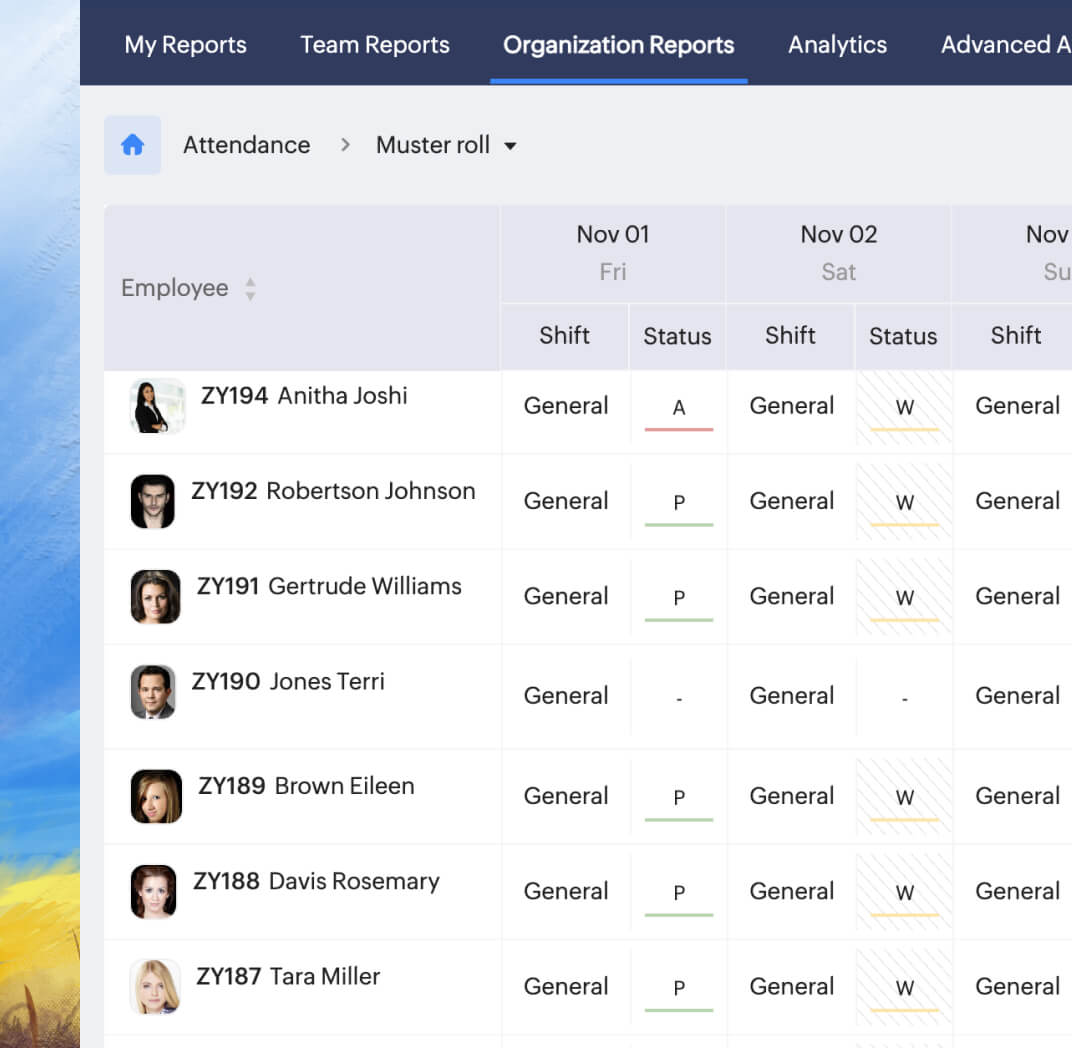 My Reports Team Reports Organization Reports Analytics Advanced A
Attendance > Muster roll
Nov 01 Nov 02 Nov
Employee Fri Sat Su
Shift Status Shift Status Shift
ZY194 Anitha Joshi General A General W General
ZY192 Robertson Johnson General P General W General
ZY191 Gertrude Williams General P General W General
ZY190 Jones Terri General - General - General
ZY189 Brown Eileen General P General W General
ZY188 Davis Rosemary General P General W General
ZY187 Tara Miller General P General W General